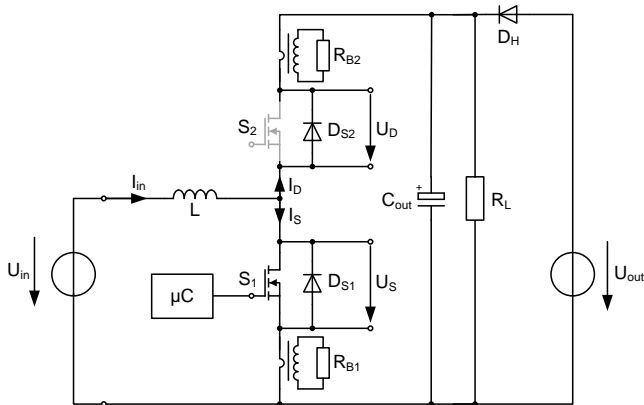 D_H
R_B2
S_2
D_S2
U_D
I_in
I_D
L
I_S
+
C_out
R_L
U_in
S_1
µC
D_S1
U_S
U_out
R_B1